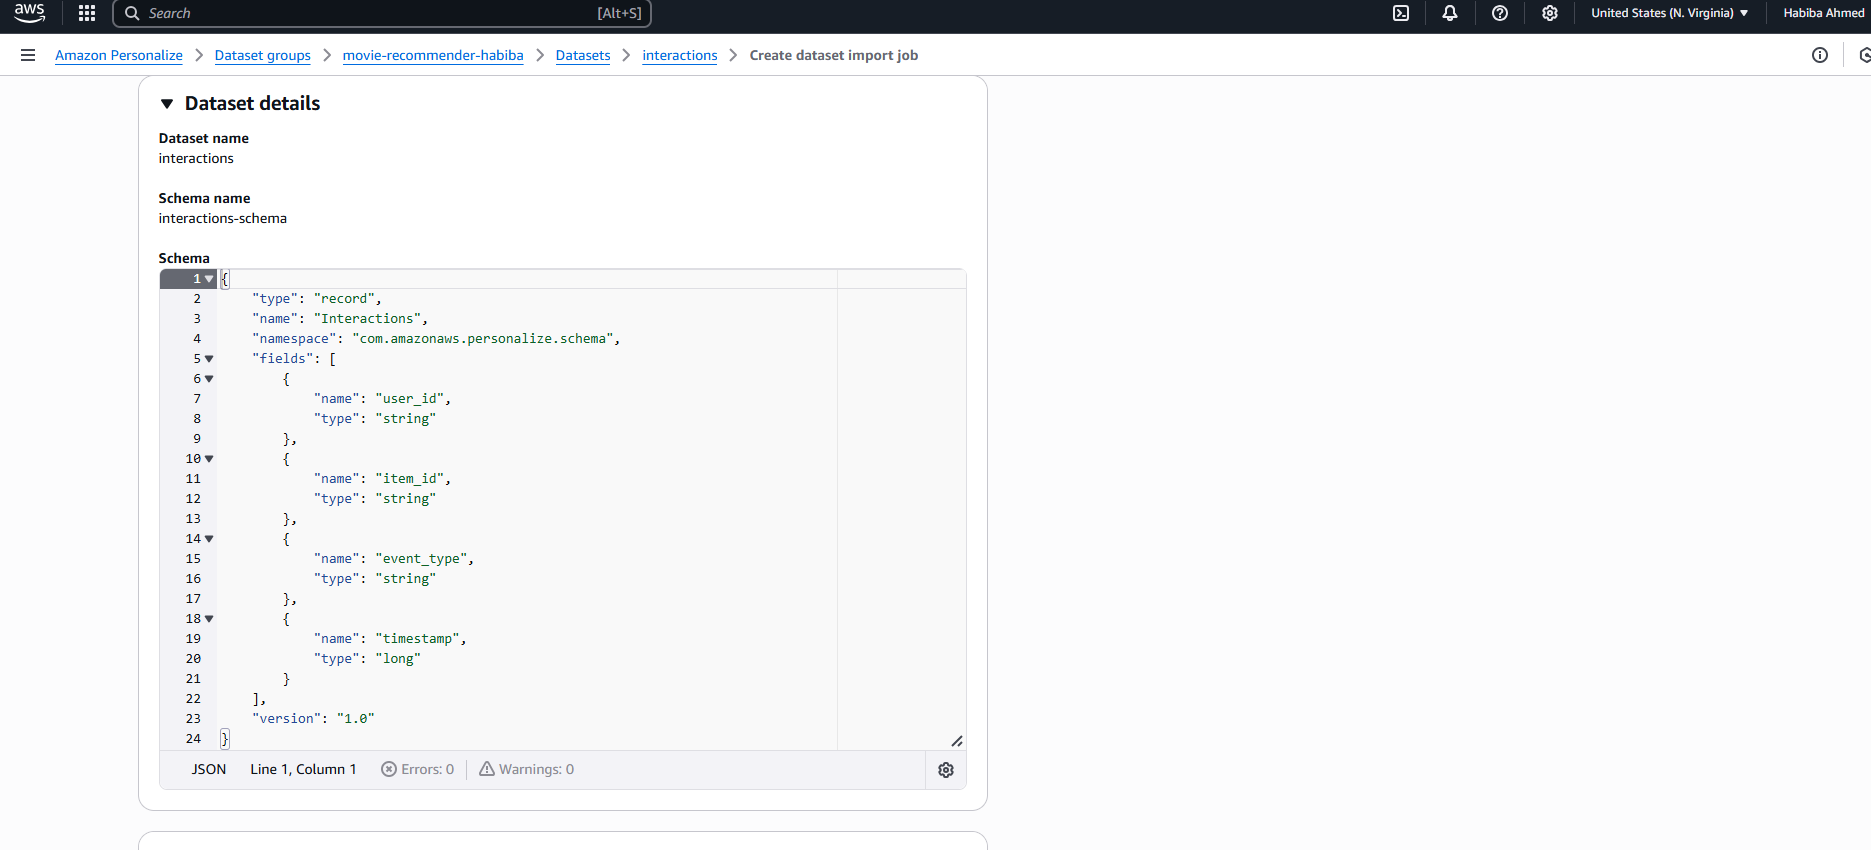 aws
Search
[Alt+S]
United States (N. Virginia)
Habiba Ahmed
Amazon Personalize > Dataset groups > movie-recommender-habiba > Datasets > interactions > Create dataset import job
Dataset details
Dataset name
interactions
Schema name
interactions-schema
Schema
1 {
2 "type": "record",
3 "name": "Interactions",
4 "namespace": "com.amazonaws.personalize.schema",
5 "fields": [
6 {
7 "name": "user_id",
8 "type": "string"
9 },
10 {
11 "name": "item_id",
12 "type": "string"
13 },
14 {
15 "name": "event_type",
16 "type": "string"
17 },
18 {
19 "name": "timestamp",
20 "type": "long"
21 }
22 ],
23 "version": "1.0"
24 }
JSON Line 1, Column 1 Errors: 0 Warnings: 0